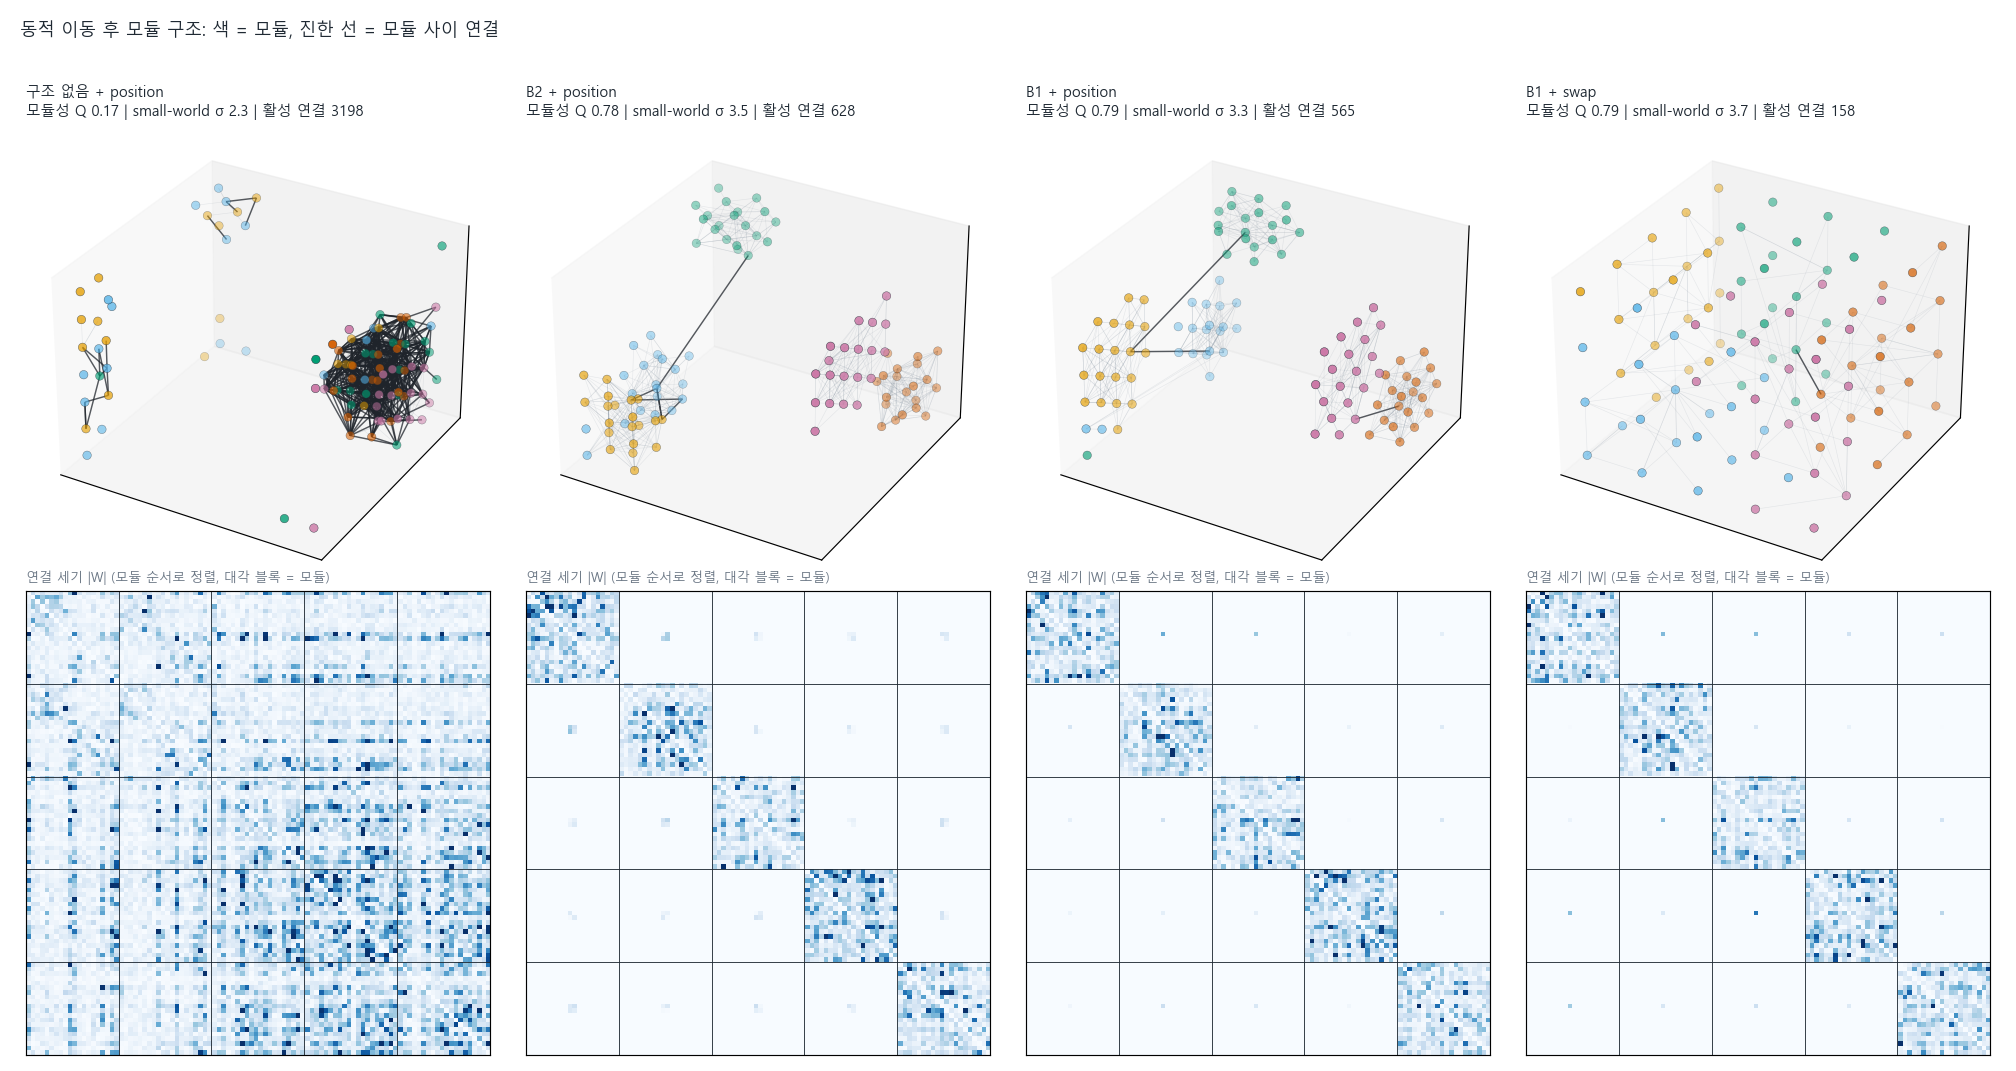 동적 이동 후 모듈 구조: 색 = 모듈, 진한 선 = 모듈 사이 연결
구조 없음 + position
모듈성 Q 0.17 | small-world σ 2.3 | 활성 연결 3198
B2 + position
모듈성 Q 0.78 | small-world σ 3.5 | 활성 연결 628
B1 + position
모듈성 Q 0.79 | small-world σ 3.3 | 활성 연결 565
B1 + swap
모듈성 Q 0.79 | small-world σ 3.7 | 활성 연결 158
연결 세기 |W| (모듈 순서로 정렬, 대각 블록 = 모듈)
연결 세기 |W| (모듈 순서로 정렬, 대각 블록 = 모듈)
연결 세기 |W| (모듈 순서로 정렬, 대각 블록 = 모듈)
연결 세기 |W| (모듈 순서로 정렬, 대각 블록 = 모듈)